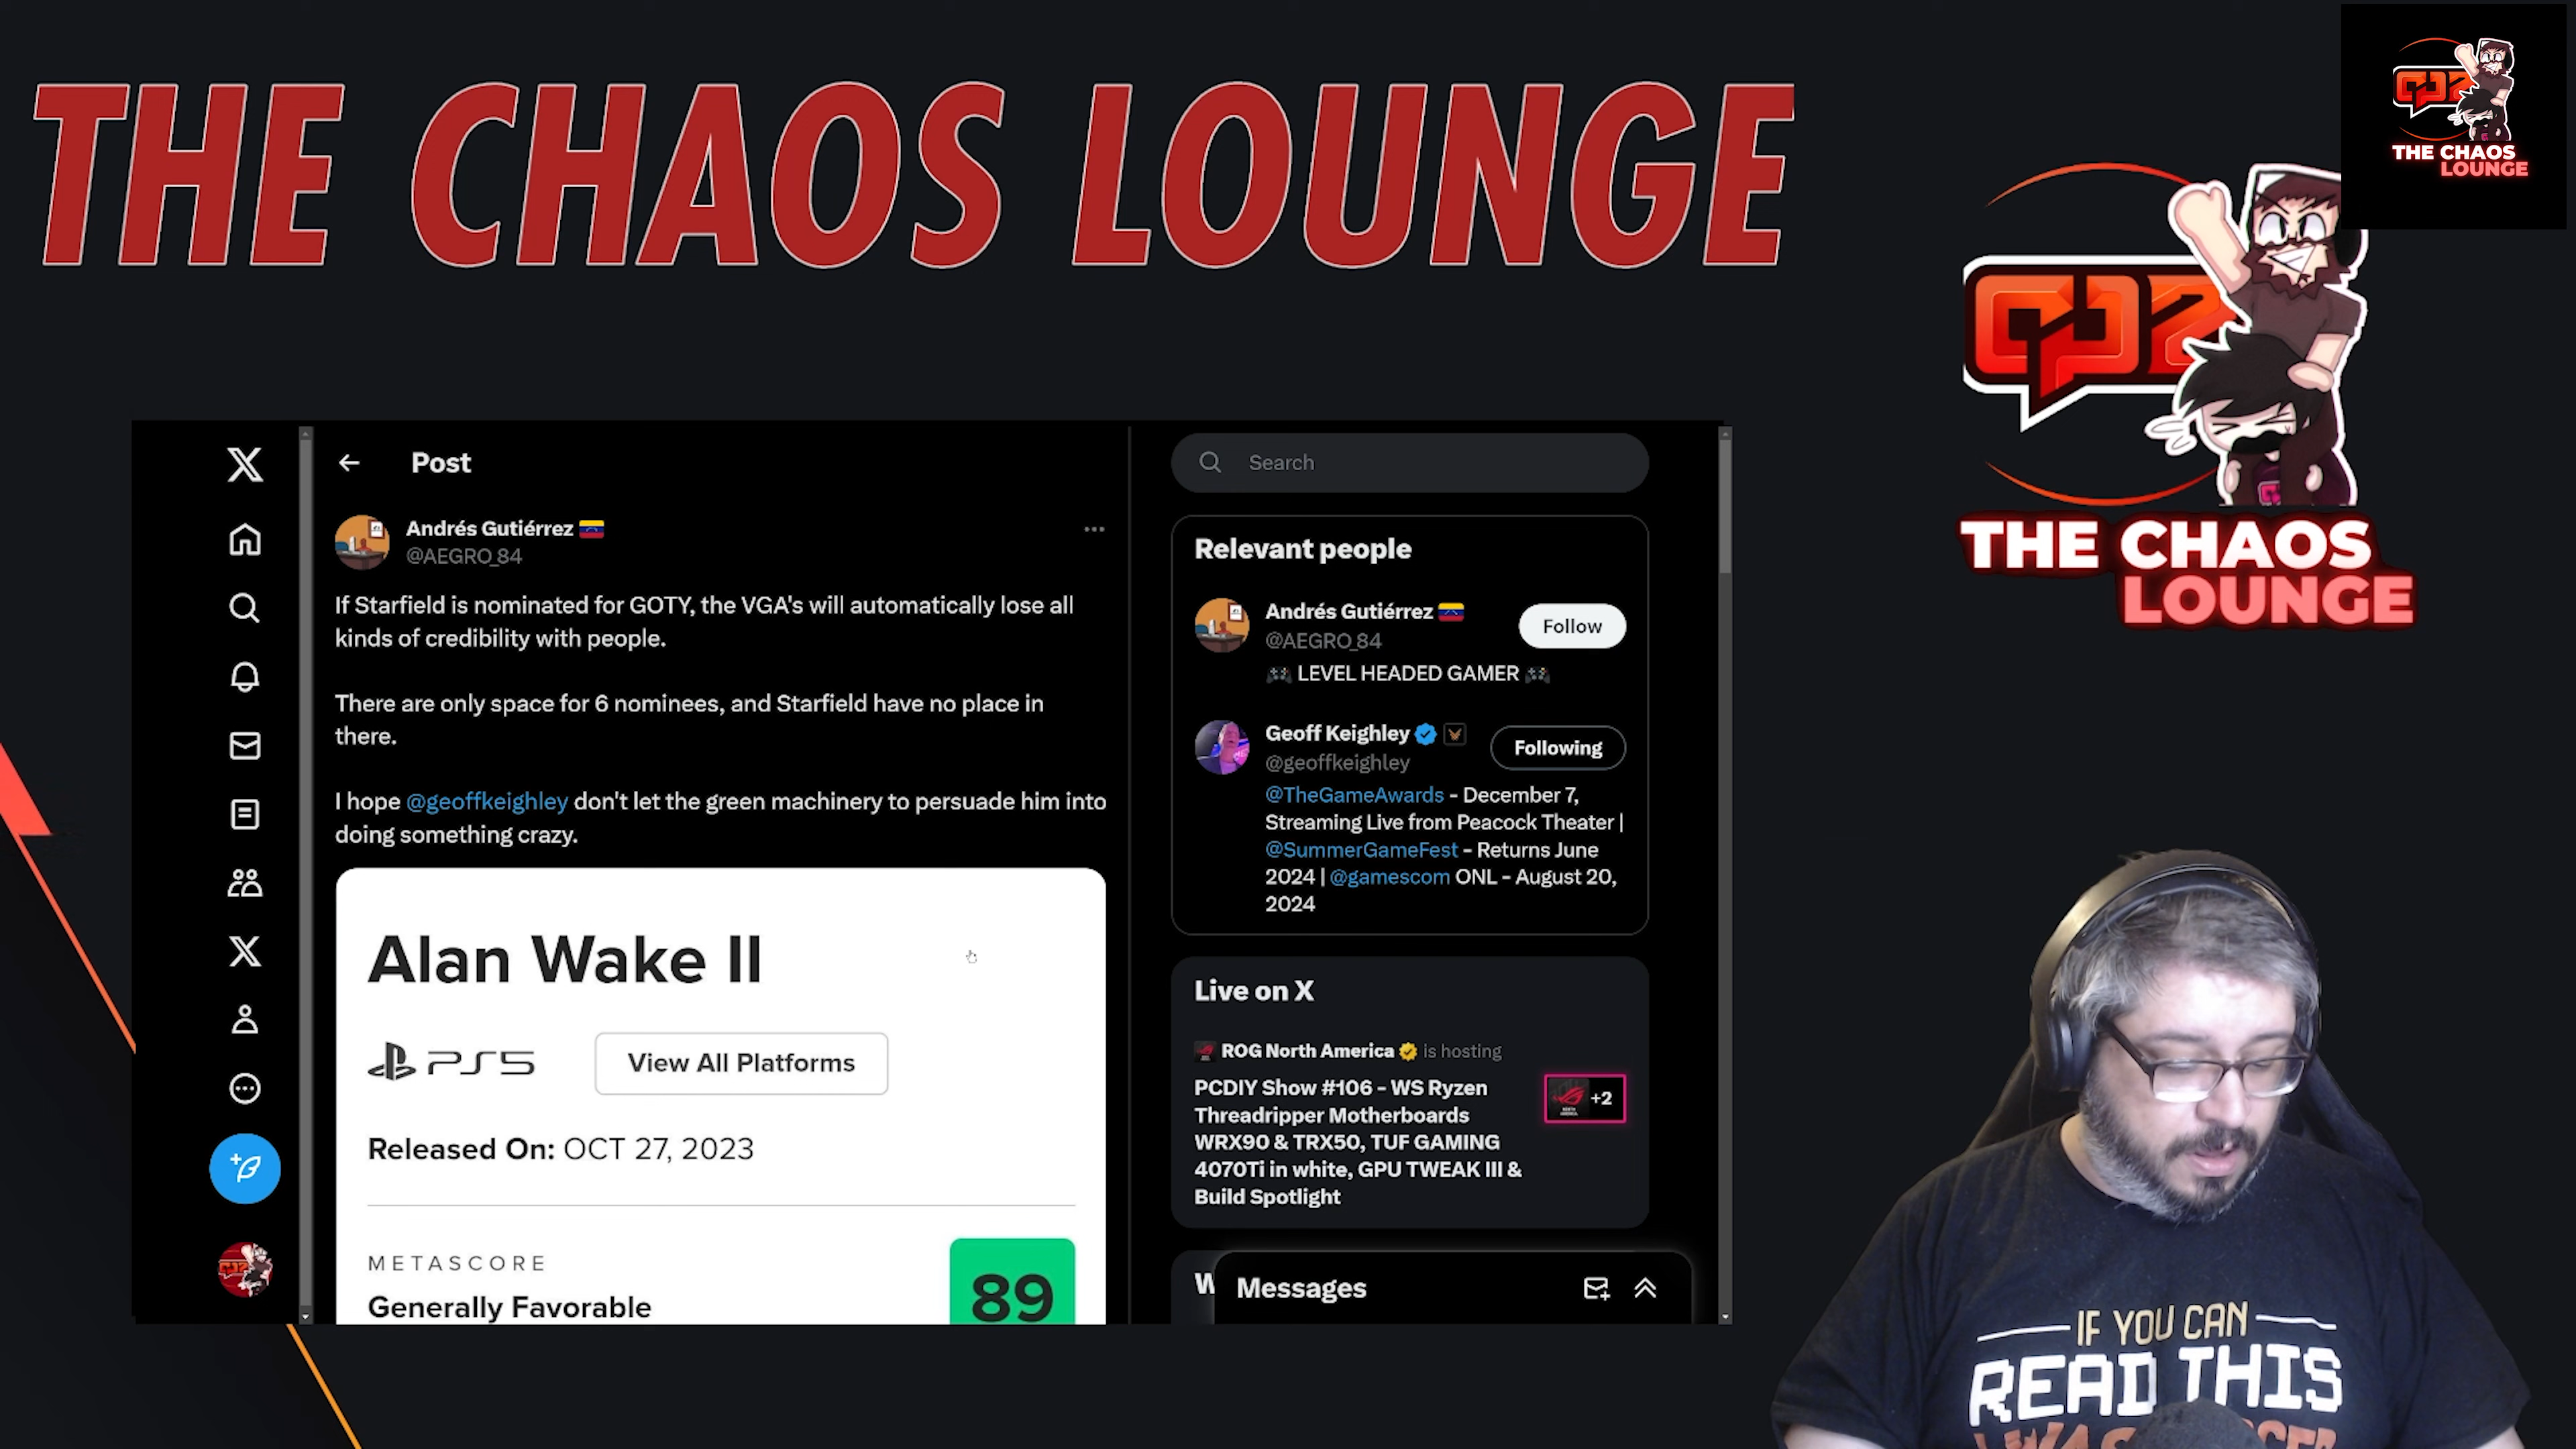 THE CHAOS LOUNGE
THE CHAOS
LOUNGE
THE CHAOS
LOUNGE
Post
Andrés Gutiérrez
@AEGRO_84
If Starfield is nominated for GOTY, the VGA's will automatically lose all
kinds of credibility with people.
There are only space for 6 nominees, and Starfield have no place in
there.
I hope @geoffkeighley don't let the green machinery to persuade him into
doing something crazy.
Alan Wake II
PS5
View All Platforms
Released On: OCT 27, 2023
METASCORE
Generally Favorable
89
Search
Relevant people
Andrés Gutiérrez
@AEGRO_84
Follow
LEVEL HEADED GAMER
Geoff Keighley
@geoffkeighley
Following
@TheGameAwards - December 7,
Streaming Live from Peacock Theater |
@SummerGameFest - Returns June
2024 | @gamescom ONL - August 20,
2024
Live on X
ROG North America is hosting
PCDIY Show #106 - WS Ryzen
Threadripper Motherboards
WRX90 & TRX50, TUF GAMING
4070Ti in white, GPU TWEAK III &
Build Spotlight
+2
Messages
IF YOU CAN
READ THIS